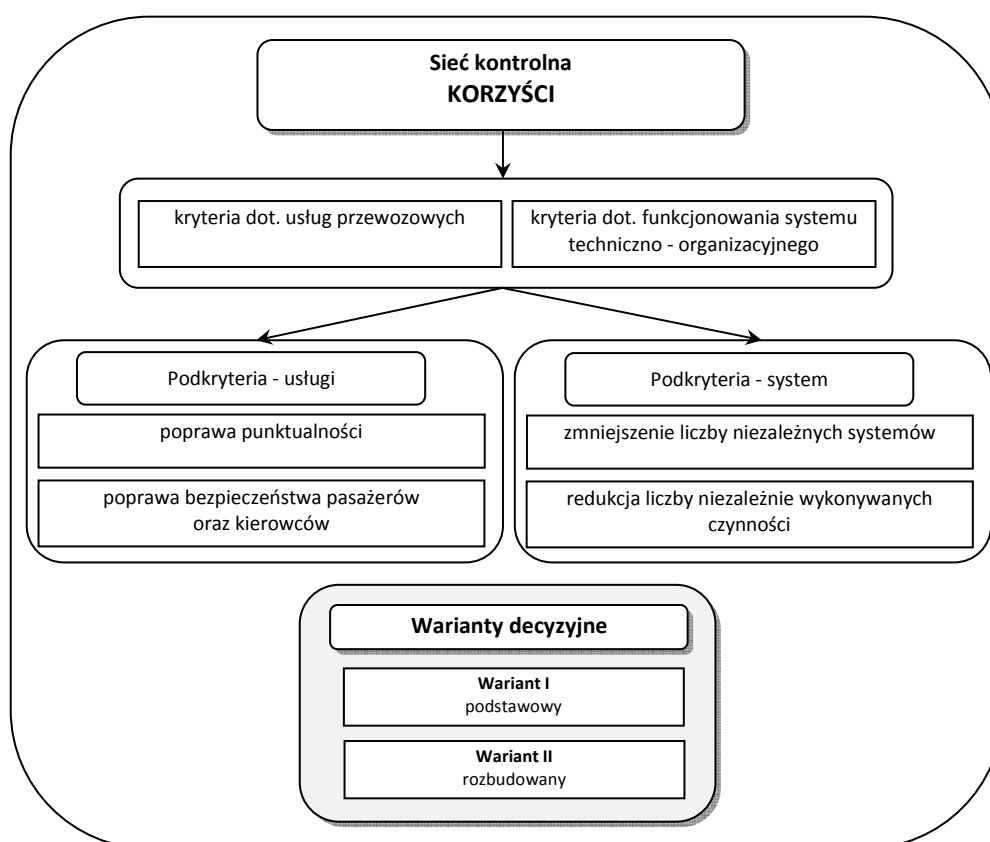 Sieć kontrolna
KORZYŚCI
kryteria dot. usług przewozowych
kryteria dot. funkcjonowania systemu
techniczno - organizacyjnego
Podkryteria - usługi
poprawa punktualności
poprawa bezpieczeństwa pasażerów
oraz kierowców
Podkryteria - system
zmniejszenie liczby niezależnych systemów
redukcja liczby niezależnie wykonywanych
czynności
Warianty decyzyjne
Wariant I
podstawowy
Wariant II
rozbudowany